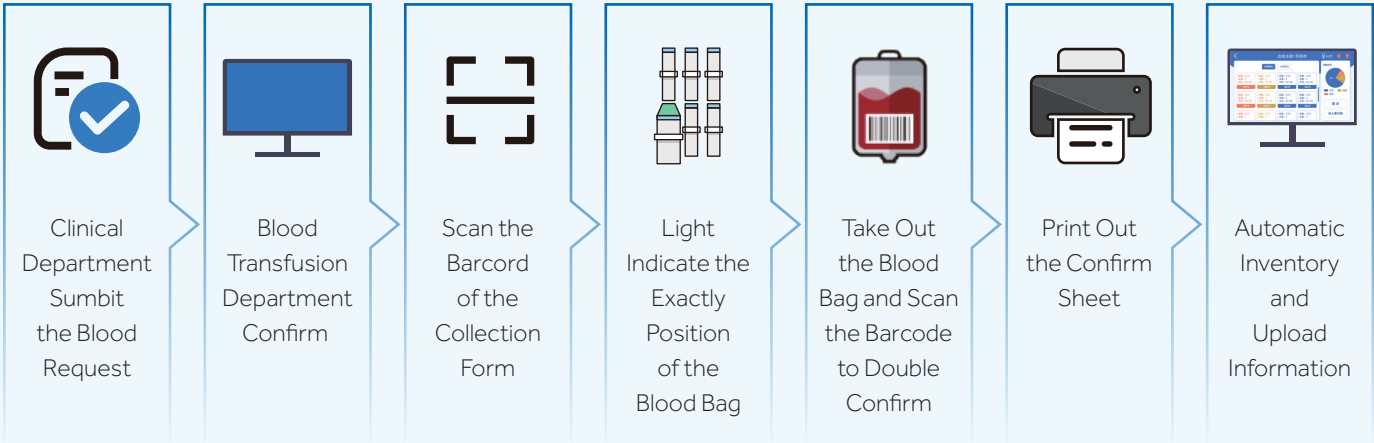 Clinical
Department
Sumbit
the Blood
Request
Blood
Transfusion
Department
Confirm
Scan the
Barcord
of the
Collection
Form
Light
Indicate the
Exactly
Position
of the
Blood Bag
Take Out
the Blood
Bag and Scan
the Barcode
to Double
Confirm
Print Out
the Confirm
Sheet
Automatic
Inventory
and
Upload
Information